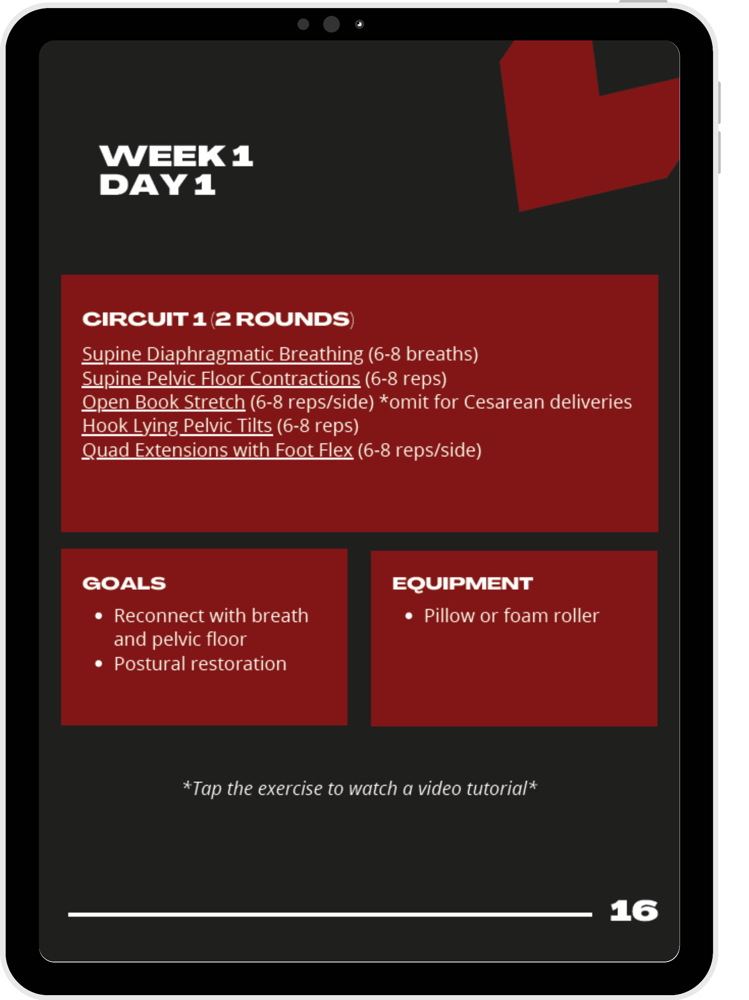 WEEK 1
DAY 1
CIRCUIT 1 (2 ROUNDS)
Supine Diaphragmatic Breathing (6-8 breaths)
Supine Pelvic Floor Contractions (6-8 reps)
Open Book Stretch (6-8 reps/side) *omit for Cesarean deliveries
Hook Lying Pelvic Tilts (6-8 reps)
Quad Extensions with Foot Flex (6-8 reps/side)
GOALS
• Reconnect with breath
and pelvic floor
• Postural restoration
EQUIPMENT
• Pillow or foam roller
*Tap the exercise to watch a video tutorial*
16